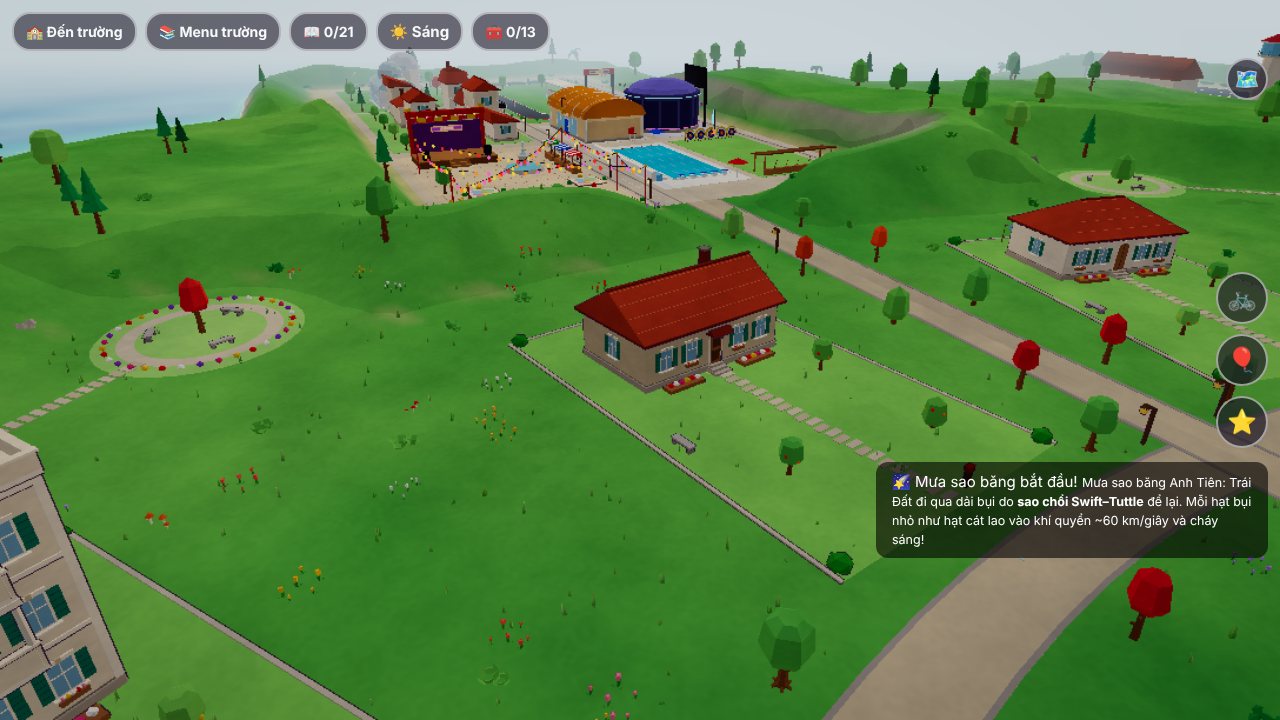 Đến trường
Menu trường
0/21
Sáng
0/13
Mưa sao băng bắt đầu! Mưa sao băng Anh Tiên: Trái
Đất đi qua dải bụi do sao chổi Swift–Tuttle để lại. Mỗi hạt bụi
nhỏ như hạt cát lao vào khí quyển ~60 km/giây và cháy
sáng!